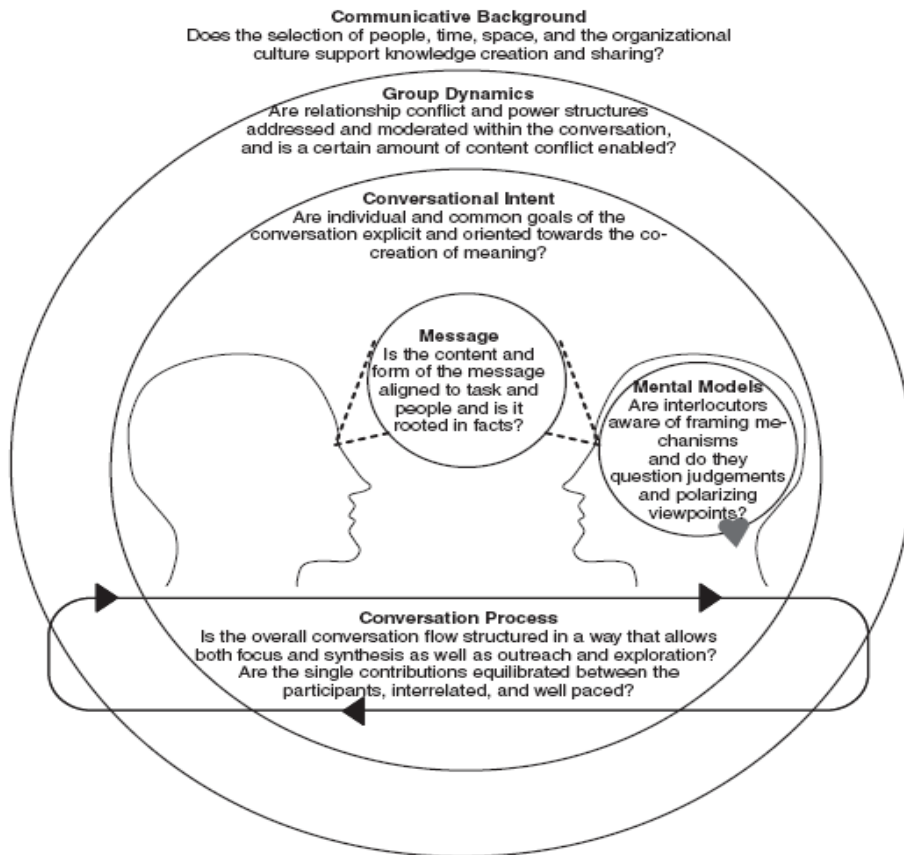 Communicative Background
Does the selection of people, time, space, and the organizational
culture support knowledge creation and sharing?
Group Dynamics
Are relationship conflict and power structures
addressed and moderated within the conversation,
and is a certain amount of content conflict enabled?
Conversational Intent
Are individual and common goals of the
conversation explicit and oriented towards the co-
creation of meaning?
Message
Is the content and
form of the message
aligned to task and
people and is it
rooted in facts?
Mental Models
Are interlocutors
aware of framing me-
chanisms
and do they
question judgements
and polarizing
viewpoints?
Conversation Process
Is the overall conversation flow structured in a way that allows
both focus and synthesis as well as outreach and exploration?
Are the single contributions equilibrated between the
participants, interrelated, and well paced?